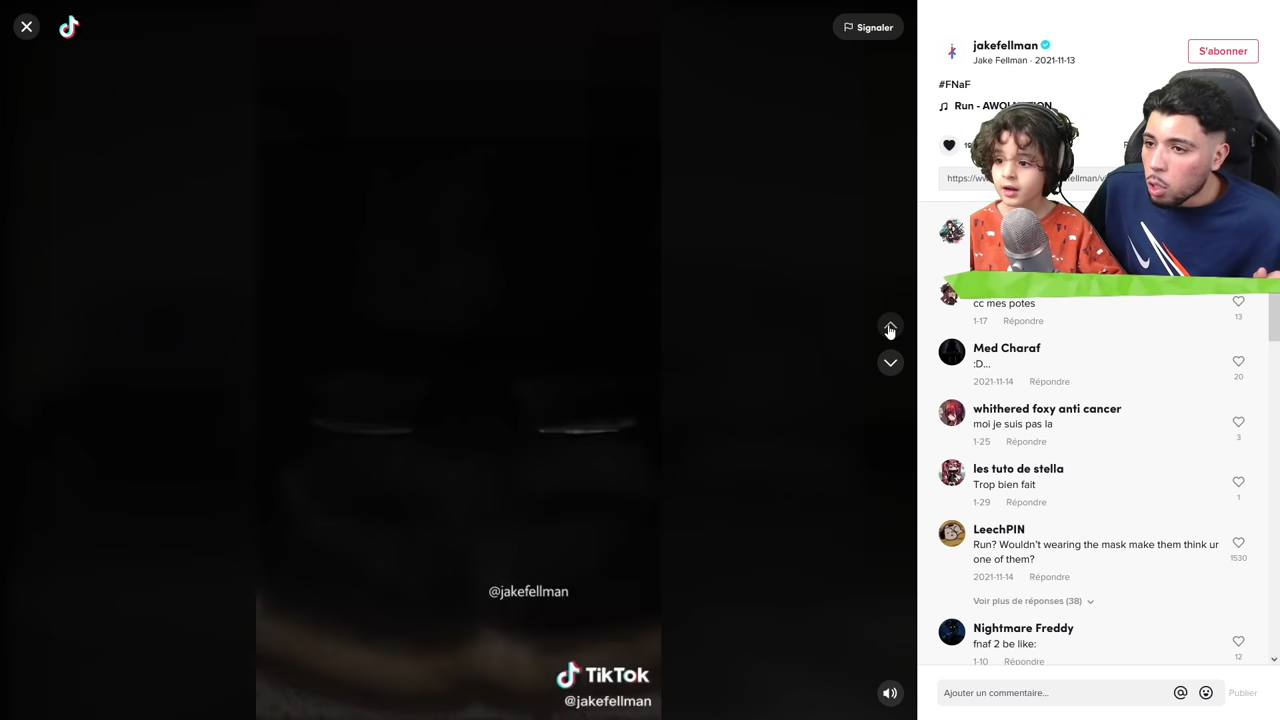 Signaler
@jakefellman
TikTok
@jakefellman
jakefellman
Jake Fellman · 2021-11-13
S'abonner
#FNaF
Run - AWOLNATION
cc mes potes
13
1-17 Répondre
Med Charaf
:D...
20
2021-11-14 Répondre
whithered foxy anti cancer
moi je suis pas la
3
1-25 Répondre
les tuto de stella
Trop bien fait
1
1-29 Répondre
LeechPIN
Run? Wouldn't wearing the mask make them think ur
one of them?
1530
2021-11-14 Répondre
Voir plus de réponses (38)
Nightmare Freddy
fnaf 2 be like:
12
1-10 Répondre
Ajouter un commentaire...
Publier